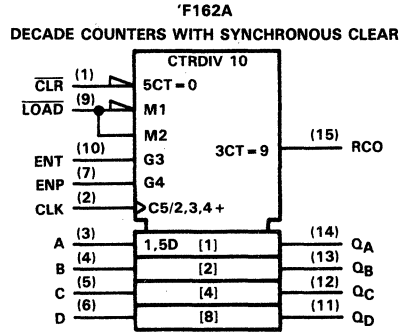 'F162A
DECADE COUNTERS WITH SYNCHRONOUS CLEAR
CTRDIV 10
CLR (1) 5CT=0
LOAD (9) M1
M2
ENT (10) G3 3CT=9 (15) RCO
ENP (7) G4
CLK (2) C5/2,3,4+
A (3) 1,5D [1] (14) QA
B (4) [2] (13) QB
C (5) [4] (12) QC
D (6) [8] (11) QD